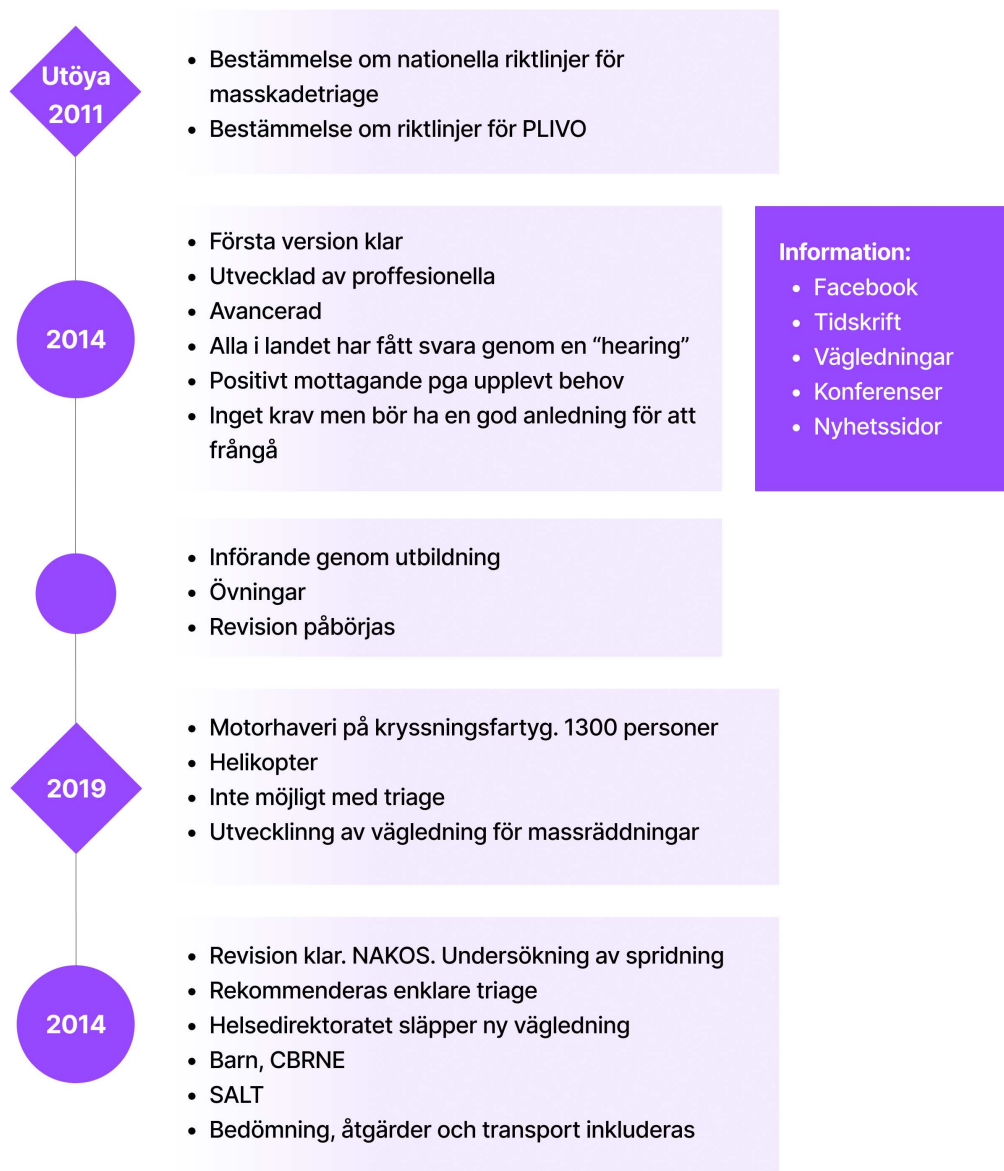 Utöya
2011
• Bestämmelse om nationella riktlinjer för
masskadetriage
• Bestämmelse om riktlinjer för PLIVO
2014
• Första version klar
• Utvecklad av proffesionella
• Avancerad
• Alla i landet har fått svara genom en “hearing”
• Positivt mottagande pga upplevt behov
• Inget krav men bör ha en god anledning för att
frångå
Information:
• Facebook
• Tidskrift
• Vägledningar
• Konferenser
• Nyhetssidor
• Införande genom utbildning
• Övningar
• Revision påbörjas
2019
• Motorhaveri på kryssningsfartyg. 1300 personer
• Helikopter
• Inte möjligt med triage
• Utveclinng av vägledning för massräddningar
2014
• Revision klar. NAKOS. Undersökning av spridning
• Rekommenderas enklare triage
• Helsedirektoratet släpper ny vägledning
• Barn, CBRNE
• SALT
• Bedömning, åtgärder och transport inkluderas